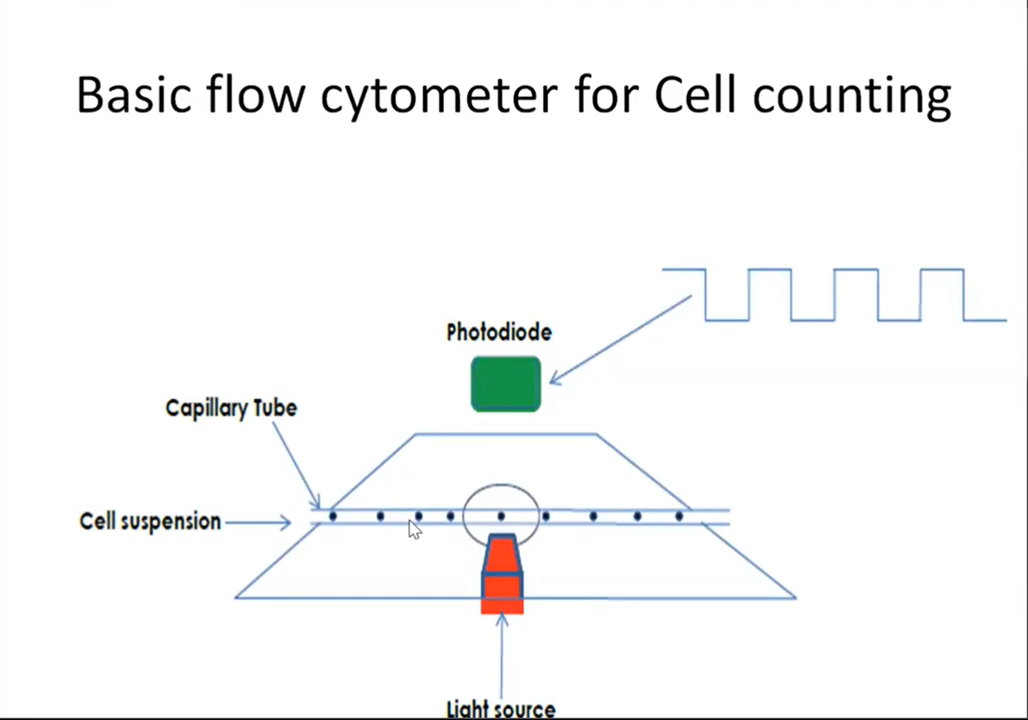 Basic flow cytometer for Cell counting
Photodiode
Capillary Tube
Cell suspension
Light source